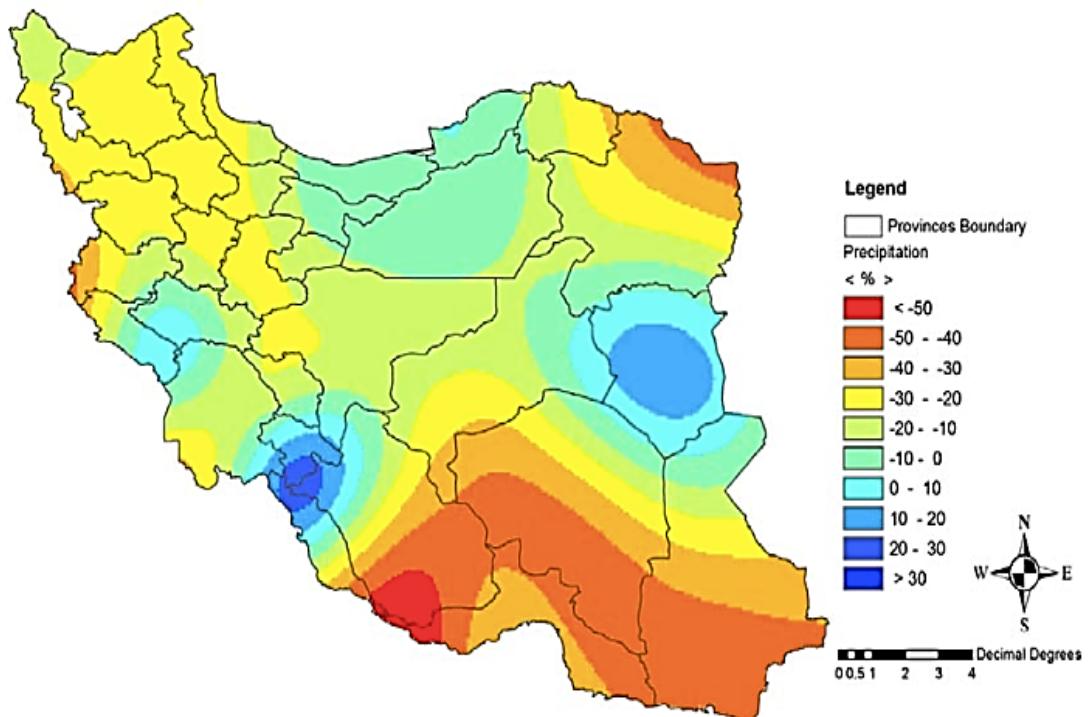 Legend
Provinces Boundary
Precipitation
< % >
< -50
-50 - -40
-40 - -30
-30 - -20
-20 - -10
-10 - 0
0 - 10
10 - 20
20 - 30
> 30
N
W E
S
Decimal Degrees
0 0.5 1 2 3 4